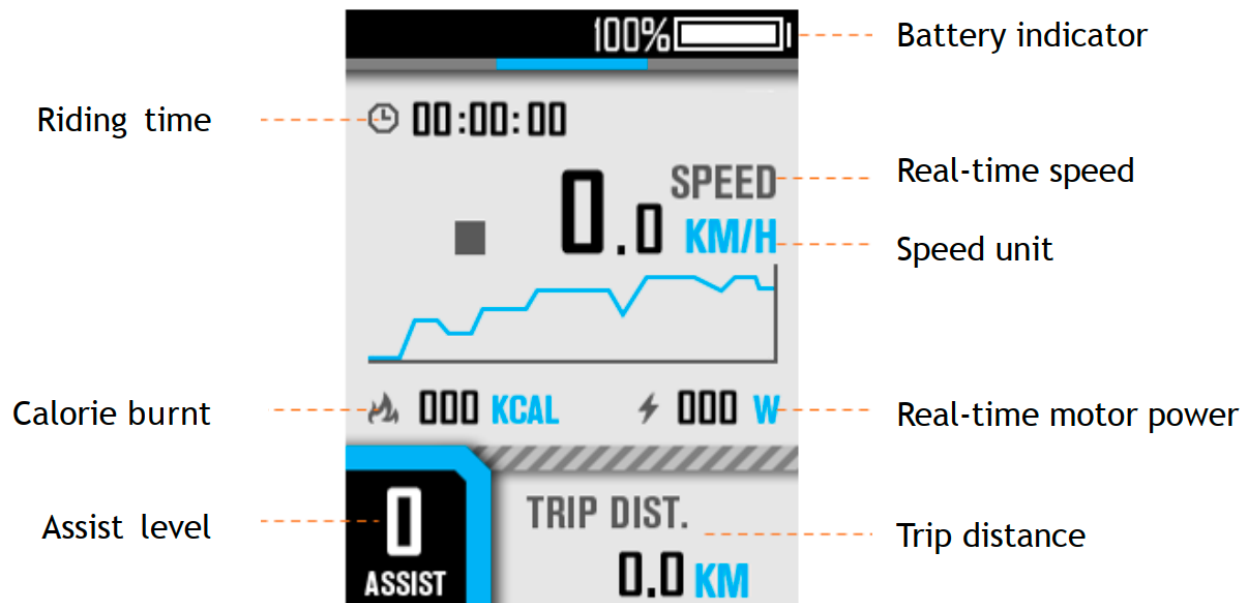 100%
Battery indicator
Riding time
00:00:00
SPEED
Real-time speed
0.0
KM/H
Speed unit
Calorie burnt
000 KCAL
000 W
Real-time motor power
Assist level
0
ASSIST
TRIP DIST.
0.0 KM
Trip distance